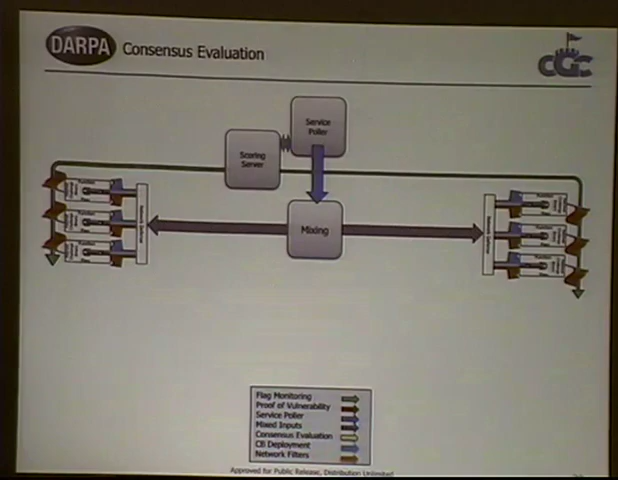 DARPA
Consensus Evaluation
CGC
Service
Poller
Scoring
Server
Mixing
Flag Monitoring
Proof of Vulnerability
Service Poller
Mixed Inputs
Consensus Evaluation
CB Deployment
Network Filters
Approved for Public Release, Distribution Unlimited